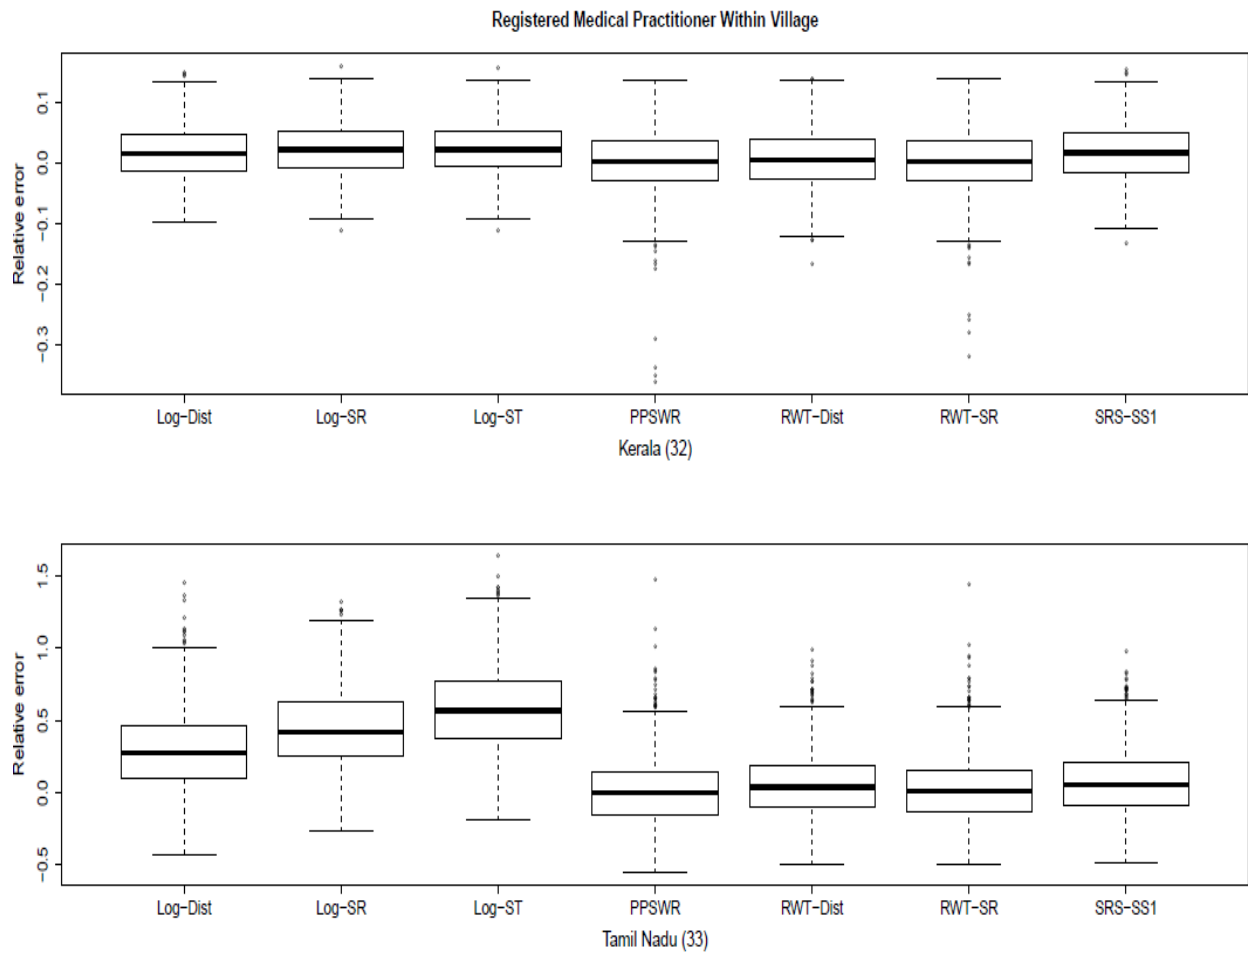 Registered Medical Practitioner Within Village
Relative error
0.1
0.0
−0.1
−0.2
−0.3
Log−Dist Log−SR Log−ST PPSWR RWT−Dist RWT−SR SRS−SS1
Kerala (32)
Relative error
1.5
1.0
0.5
0.0
−0.5
Log−Dist Log−SR Log−ST PPSWR RWT−Dist RWT−SR SRS−SS1
Tamil Nadu (33)